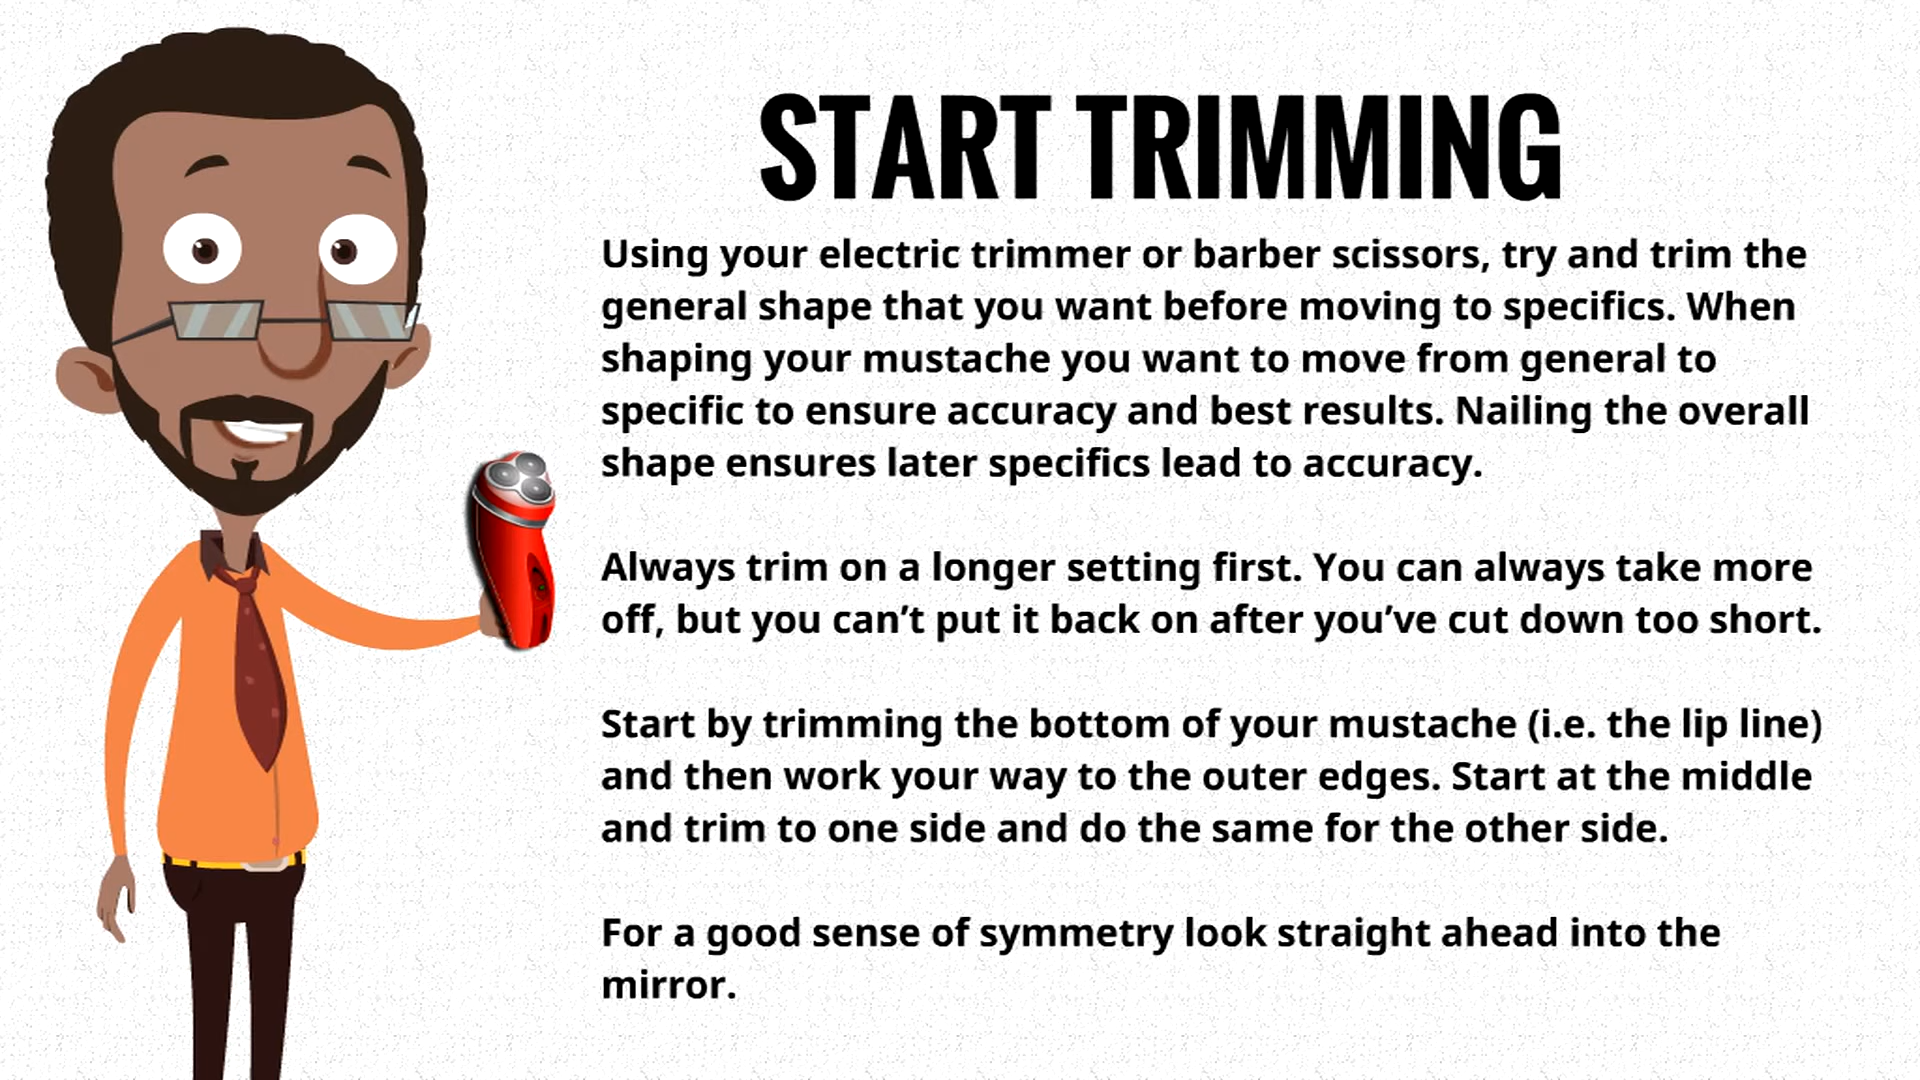 START TRIMMING
Using your electric trimmer or barber scissors, try and trim the
general shape that you want before moving to specifics. When
shaping your mustache you want to move from general to
specific to ensure accuracy and best results. Nailing the overall
shape ensures later specifics lead to accuracy.
Always trim on a longer setting first. You can always take more
off, but you can’t put it back on after you’ve cut down too short.
Start by trimming the bottom of your mustache (i.e. the lip line)
and then work your way to the outer edges. Start at the middle
and trim to one side and do the same for the other side.
For a good sense of symmetry look straight ahead into the
mirror.